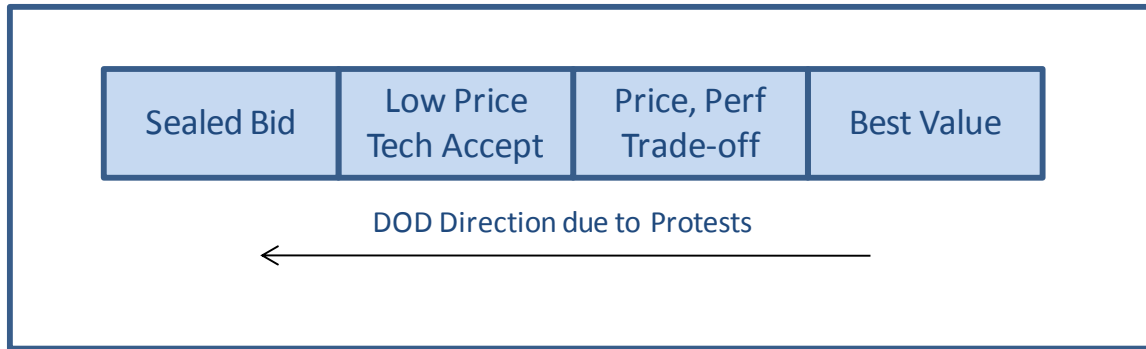 Sealed Bid
Low Price
Tech Accept
Price, Perf
Trade-off
Best Value
DOD Direction due to Protests